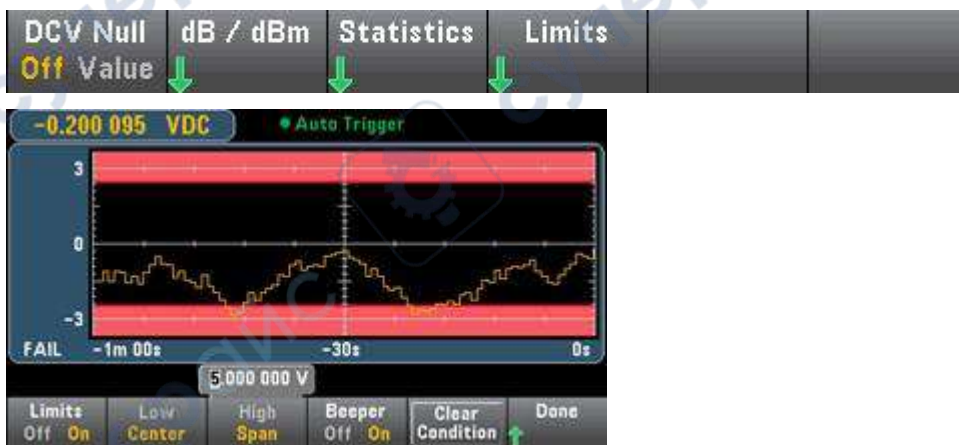 DCV Null dB / dBm Statistics Limits
Off Value
-0.200 095 VDC Auto Trigger
3
0
-3
FAIL -1m 00s -30s 0s
5.000 000 V
Limits Low High Beeper Clear Done
Off On Center Span Off On Condition